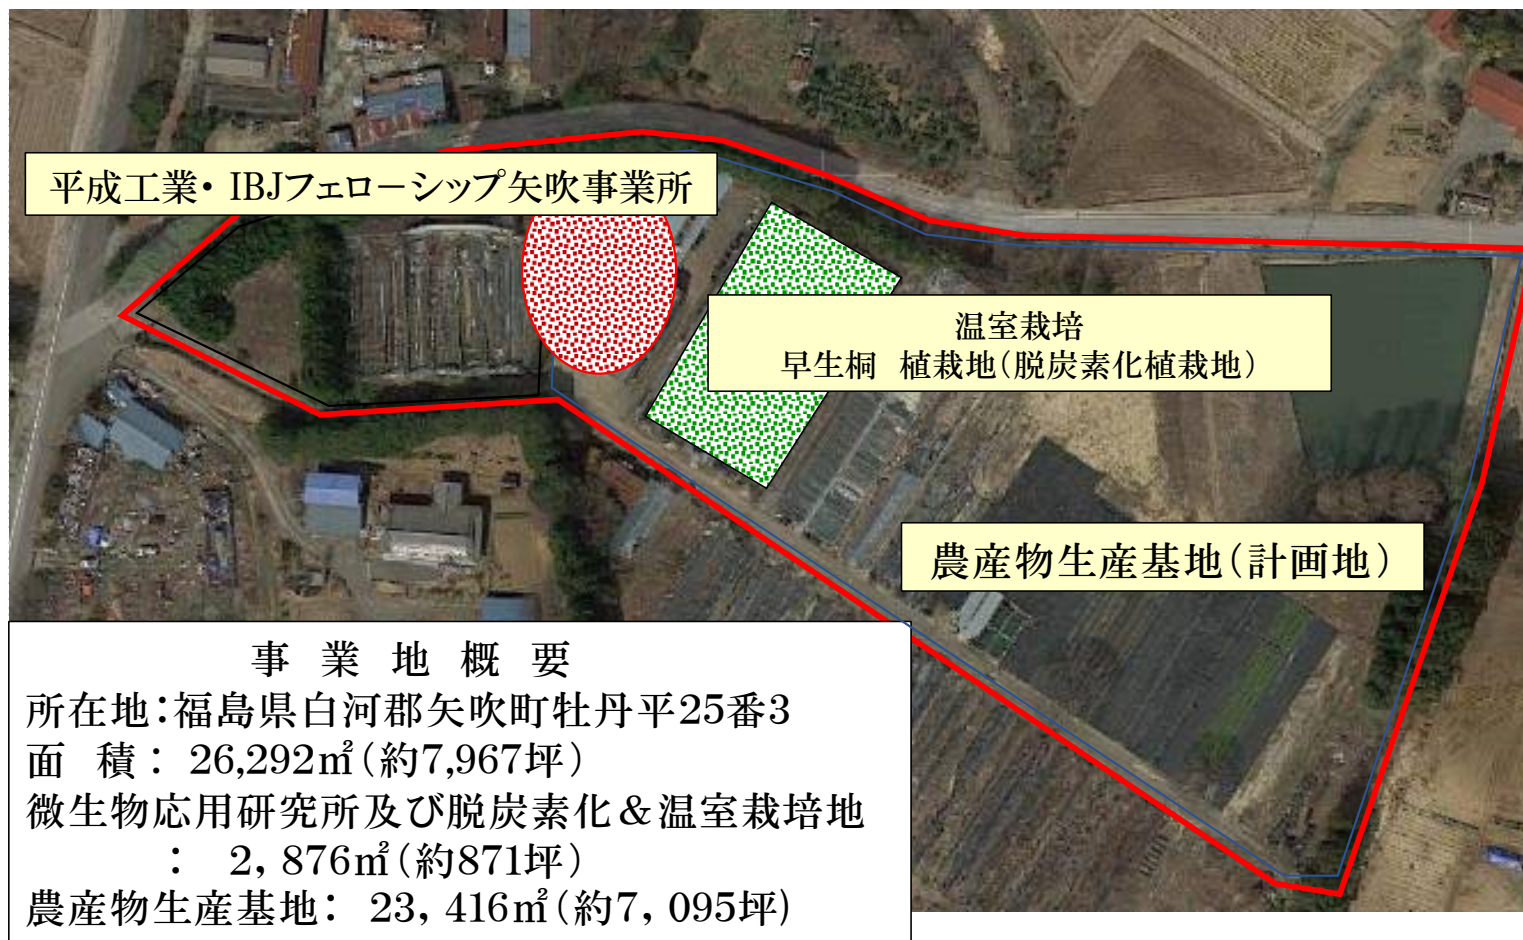 平成工業・IBJフェローシップ矢吹事業所
温室栽培
早生桐 植栽地(脱炭素化植栽地)
農産物生産基地(計画地)
事 業 地 概 要
所在地:福島県白河郡矢吹町牡丹平25番3
面 積: 26,292㎡(約7,967坪)
微生物応用研究所及び脱炭素化&温室栽培地
: 2, 876㎡(約871坪)
農産物生産基地: 23, 416㎡(約7, 095坪)